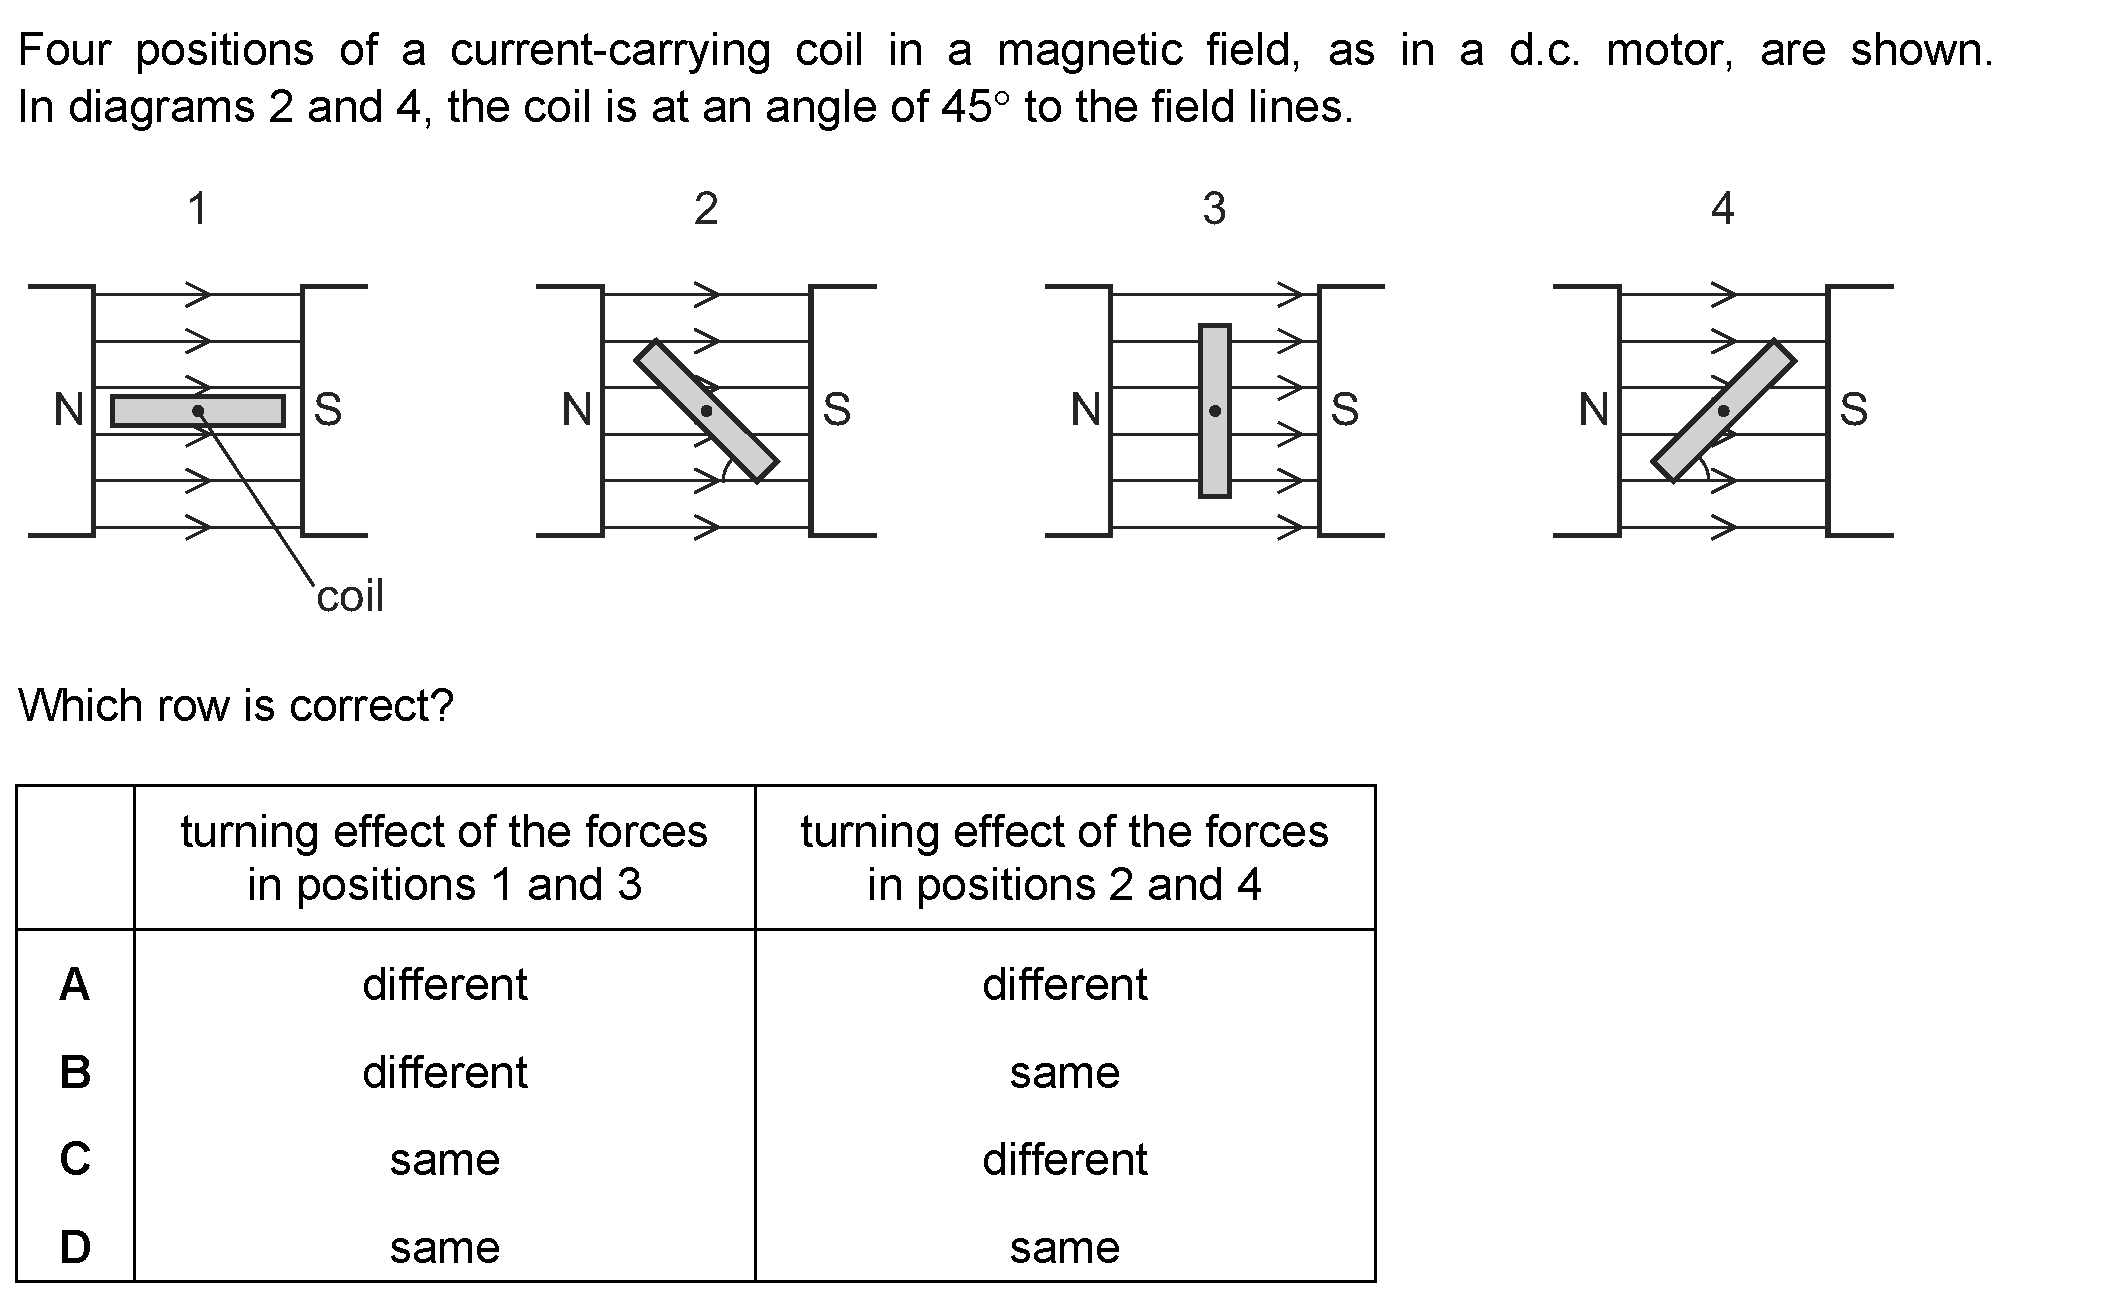 Four positions of a current-carrying coil in a magnetic field, as in a d.c. motor, are shown.
In diagrams 2 and 4, the coil is at an angle of 45° to the field lines.
1 2 3 4
N S N S N S N S
coil
Which row is correct?
turning effect of the forces in positions 1 and 3
turning effect of the forces in positions 2 and 4
A different different
B different same
C same different
D same same